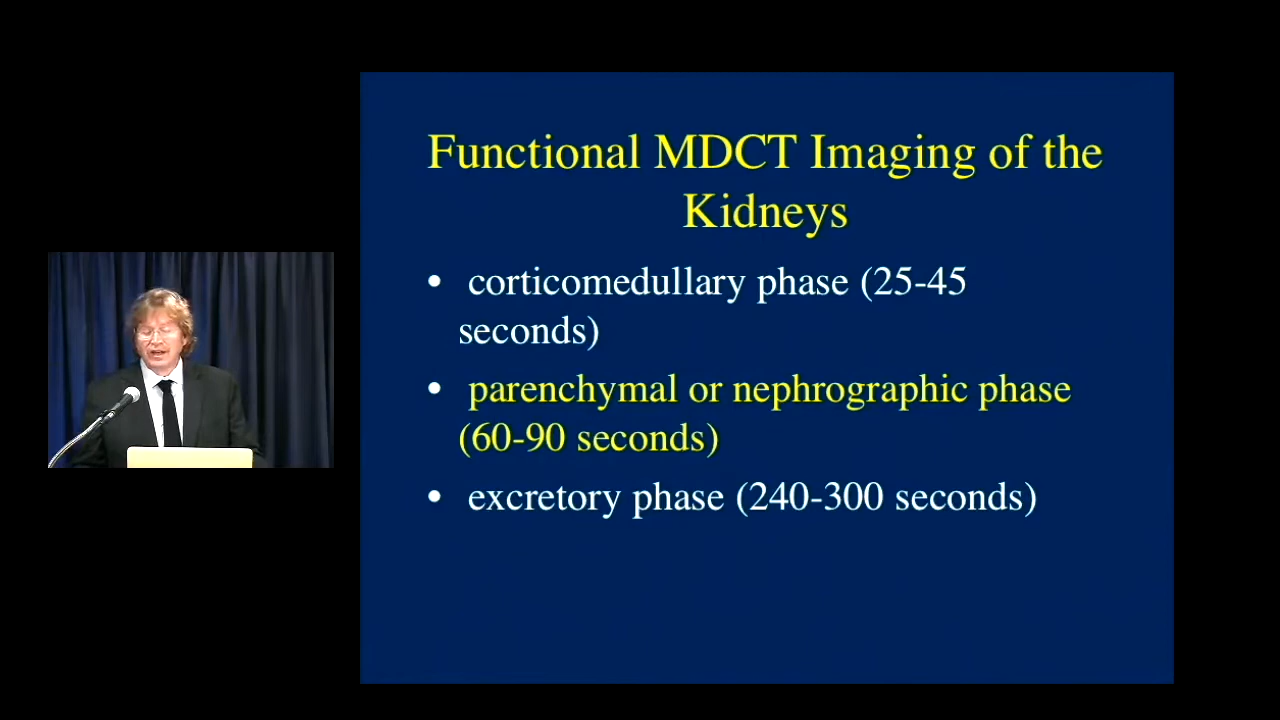 Functional MDCT Imaging of the
Kidneys
• corticomedullary phase (25-45
seconds)
• parenchymal or nephrographic phase
(60-90 seconds)
• excretory phase (240-300 seconds)